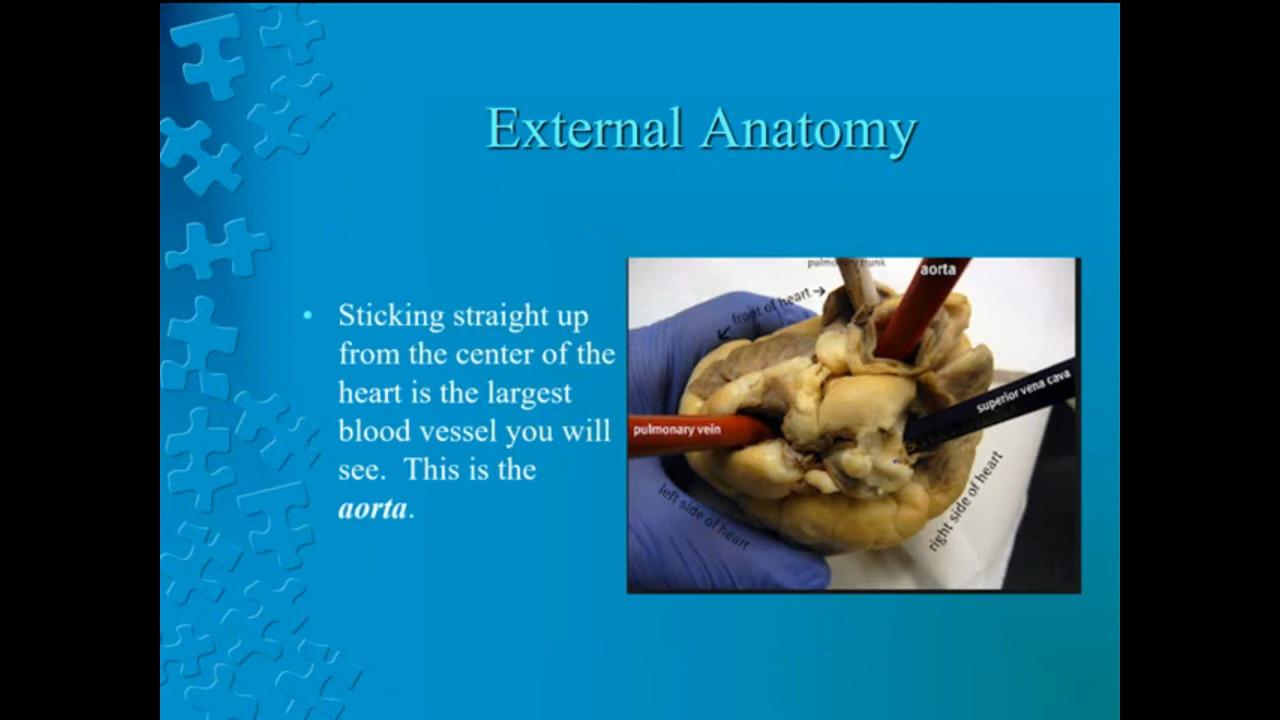 External Anatomy
• Sticking straight up
from the center of the
heart is the largest
blood vessel you will
see.  This is the
aorta.
pulmonary trunk
aorta
front of heart
superior vena cava
pulmonary vein
left side of heart
right side of heart